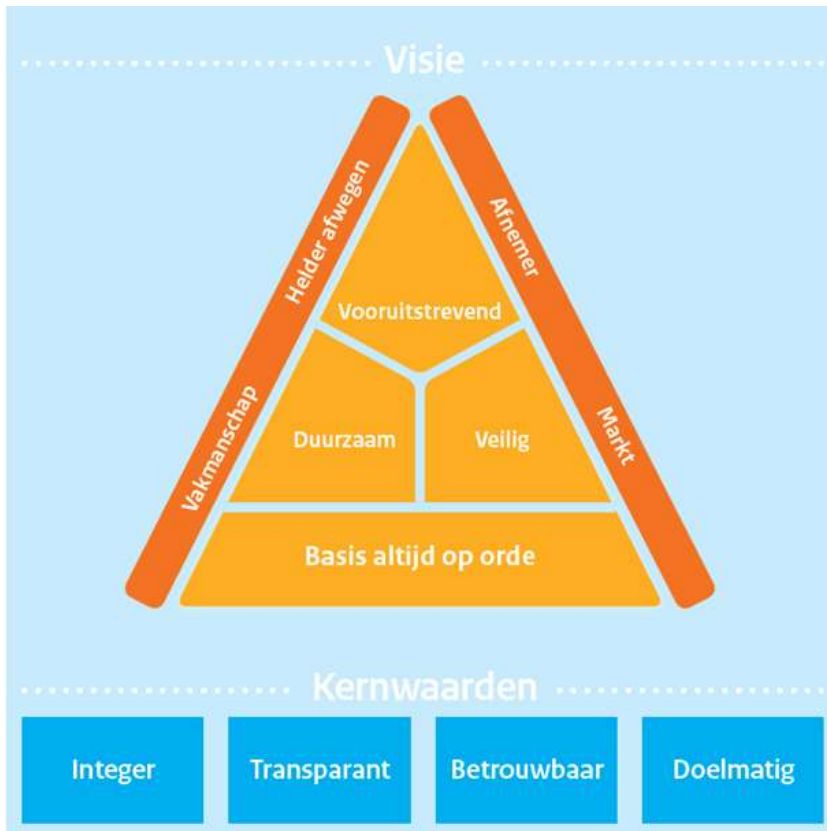 Visie
Helder afwegen
Vakmanschap
Afnemer
Markt
Vooruitstrevend
Duurzaam
Veilig
Basis altijd op orde
Kernwaarden
Integer
Transparant
Betrouwbaar
Doelmatig